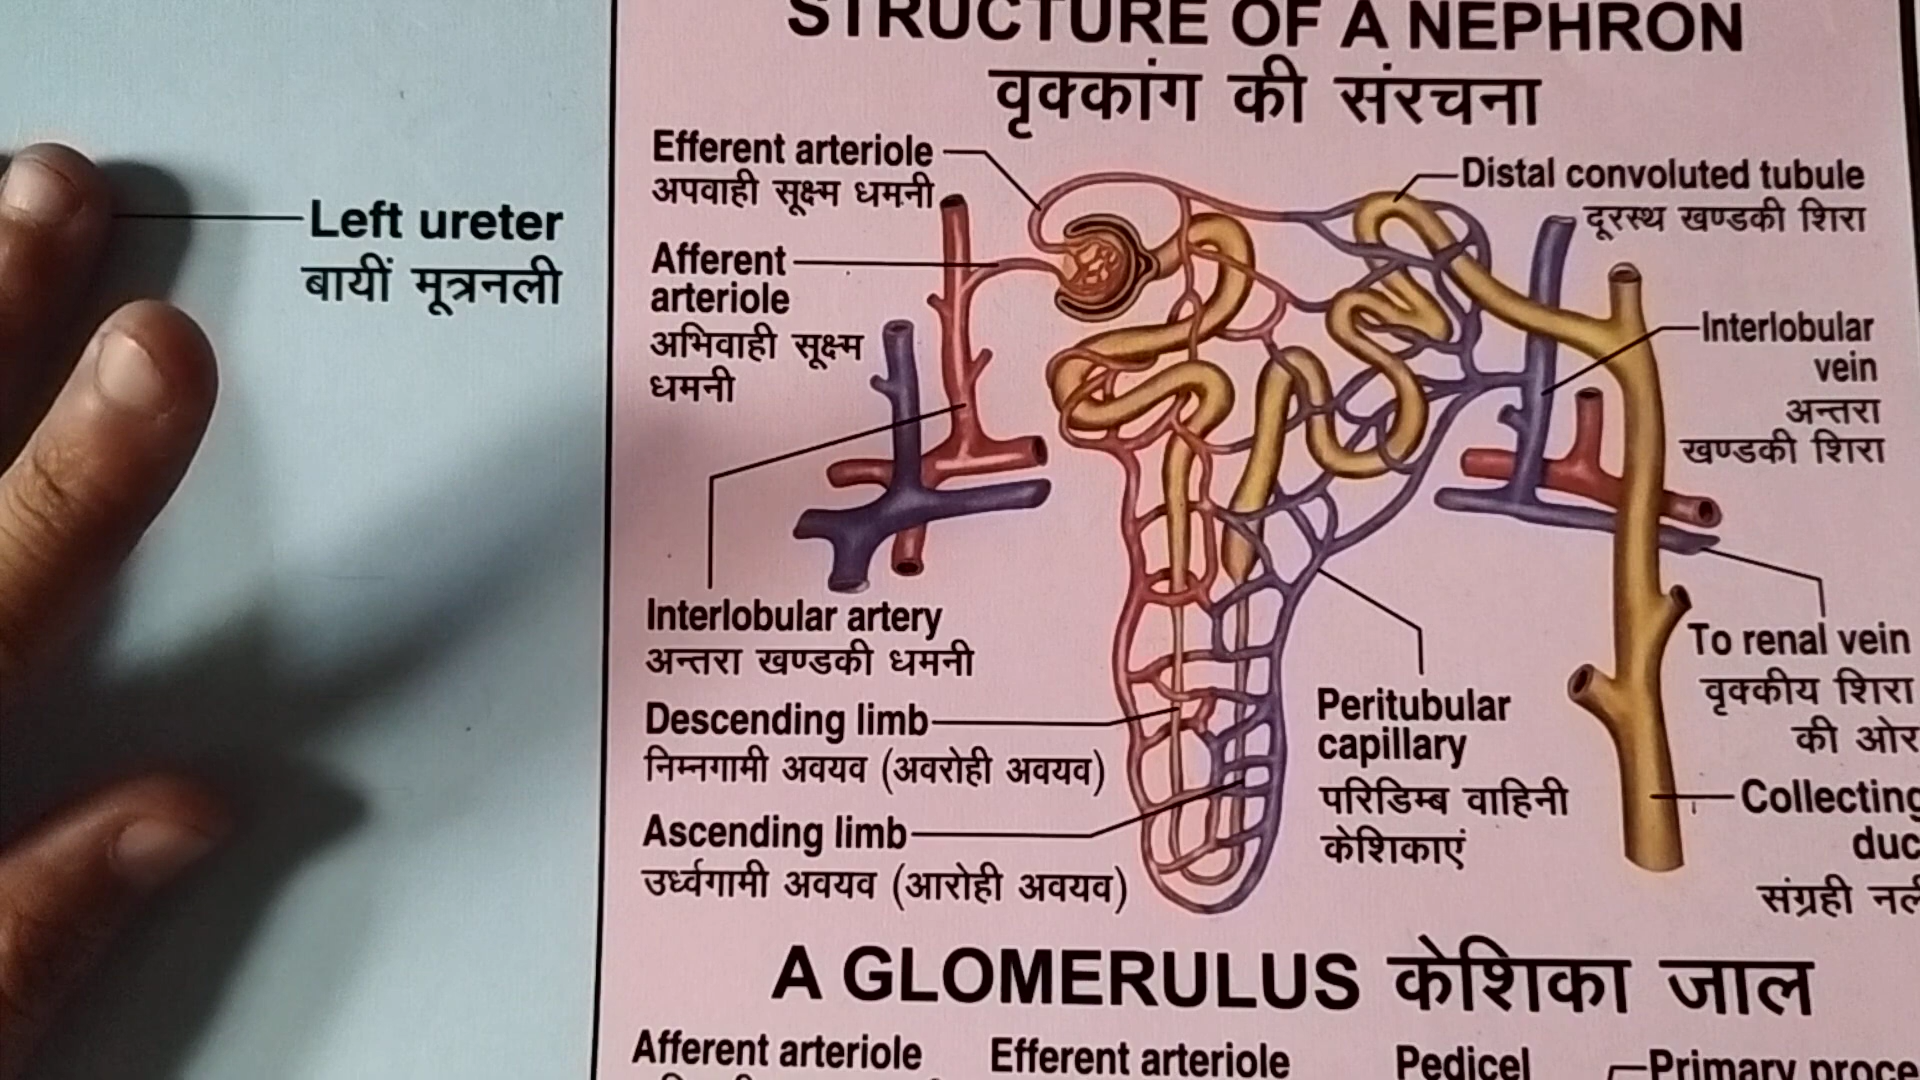 STRUCTURE OF A NEPHRON
वृक्कांग की संरचना
Left ureter
बायीं मूत्रनली
Efferent arteriole
अपवाही सूक्ष्म धमनी
Afferent
arteriole
अभिवाही सूक्ष्म
धमनी
Interlobular artery
अन्तरा खण्डकी धमनी
Descending limb
निम्नगामी अवयव (अवरोही अवयव)
Ascending limb
उर्ध्वगामी अवयव (आरोही अवयव)
Distal convoluted tubule
दूरस्थ खण्डकी शिरा
Interlobular
vein
अन्तरा
खण्डकी शिरा
To renal vein
वृक्कीय शिरा
की ओर
Peritubular
capillary
परिडिम्ब वाहिनी
केशिकाएं
Collecting
duc
संग्रही
A GLOMERULUS केशिका जाल
Afferent arteriole
Efferent arteriole
Pedicel
Primary proce